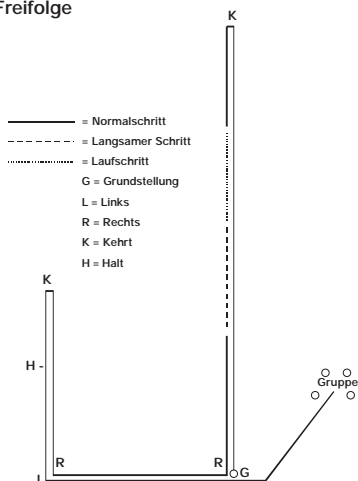 Freifolge
K
= Normalschritt
= Langsamer Schritt
= Laufschritt
G = Grundstellung
L = Links
R = Rechts
K = Kehrt
H = Halt
K
H -
Gruppe
R
R
G
L